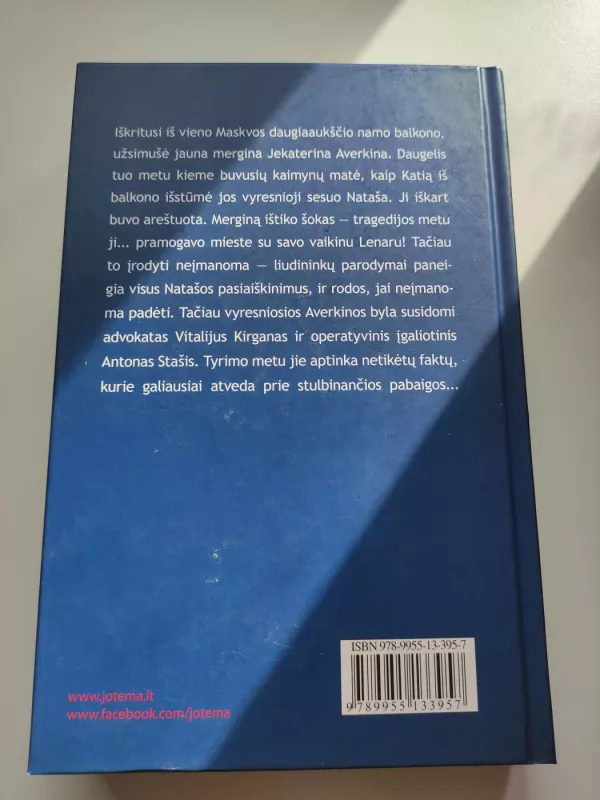 Iškritusi iš vieno Maskvos daugiaaukščio namo balkono,
užsimušė jauna mergina Jekaterina Averkina. Daugelis
tuo metu kieme buvusių kaimynų matė, kaip Katią iš
balkono išstūmė jos vyresnioji sesuo Nataša. Ji iškart
buvo areštuota. Merginą ištiko šokas — tragedijos metu
ji... pramogavo mieste su savo vaikinu Lenaru! Tačiau
to įrodyti neįmanoma — liudininkų parodymai panei-
gia visus Natašos pasiaiškinimus, ir rodos, jai neįmano-
ma padėti. Tačiau vyresniosios Averkinos byla susidomi
advokatas Vitalijus Kirganas ir operatyvinis įgaliotinis
Antonas Stašis. Tyrimo metu jie aptinka netikėtų faktų,
kurie galiausiai atveda prie stulbinančios pabaigos...
ISBN 978-9955-13-395-7
9 789955 133957
www.jotema.lt
www.facebook.com/jotema